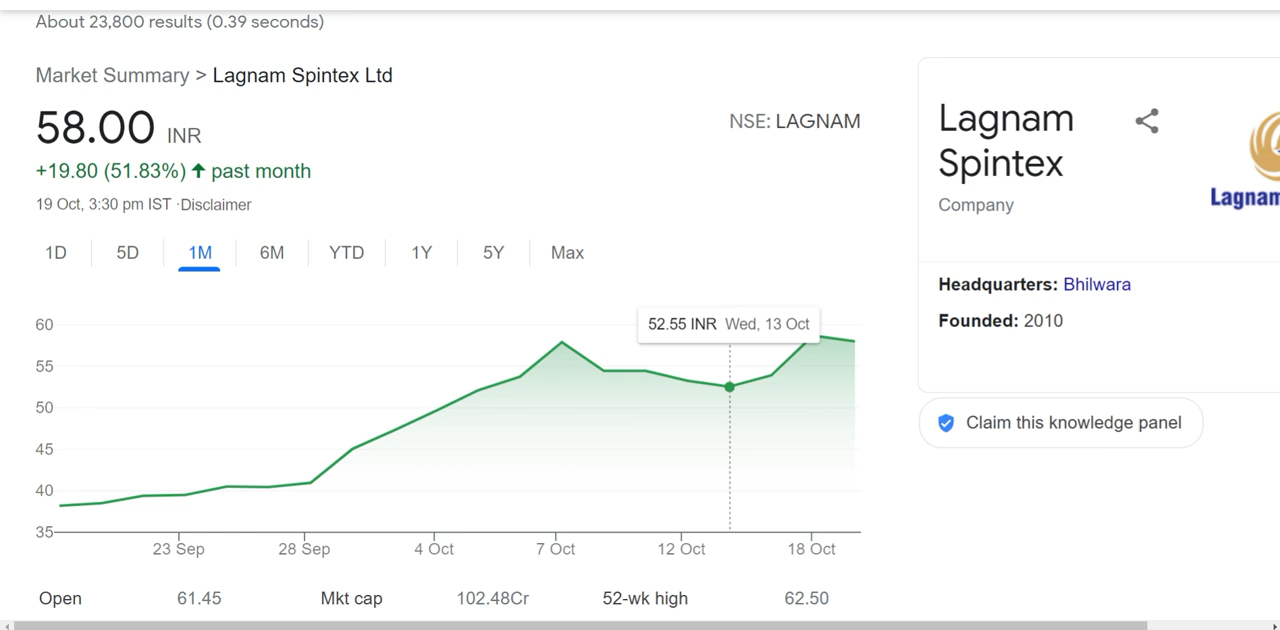 About 23,800 results (0.39 seconds)
Market Summary > Lagnam Spintex Ltd
58.00 INR
NSE: LAGNAM
+19.80 (51.83%) ↑ past month
19 Oct, 3:30 pm IST ·Disclaimer
1D 5D 1M 6M YTD 1Y 5Y Max
52.55 INR Wed, 13 Oct
60
55
50
45
40
35
23 Sep 28 Sep 4 Oct 7 Oct 12 Oct 18 Oct
Open 61.45 Mkt cap 102.48Cr 52-wk high 62.50
Lagnam
Spintex
Company
Lagnam
Headquarters: Bhilwara
Founded: 2010
Claim this knowledge panel